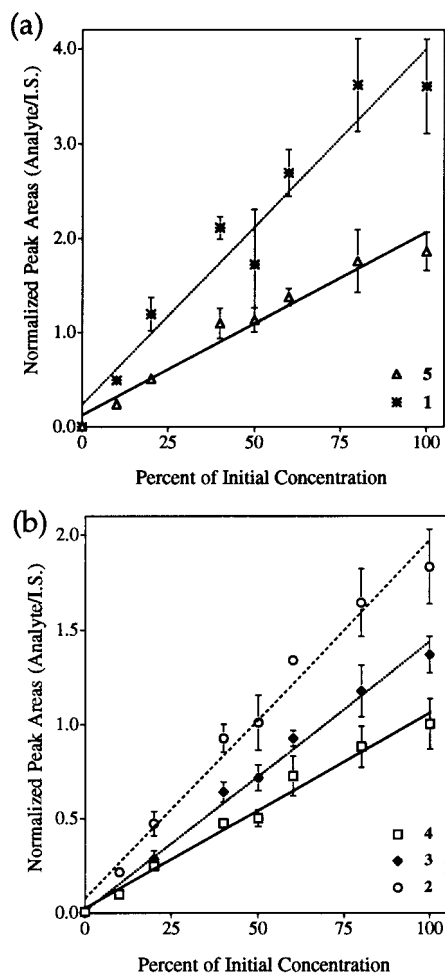 (a)
Normalized Peak Areas (Analyte/I.S.)
4.0
3.0
2.0
1.0
0.0
0 25 50 75 100
5
1
Percent of Initial Concentration
(b)
Normalized Peak Areas (Analyte/I.S.)
2.0
1.5
1.0
0.5
0.0
0 25 50 75 100
4
3
2
Percent of Initial Concentration